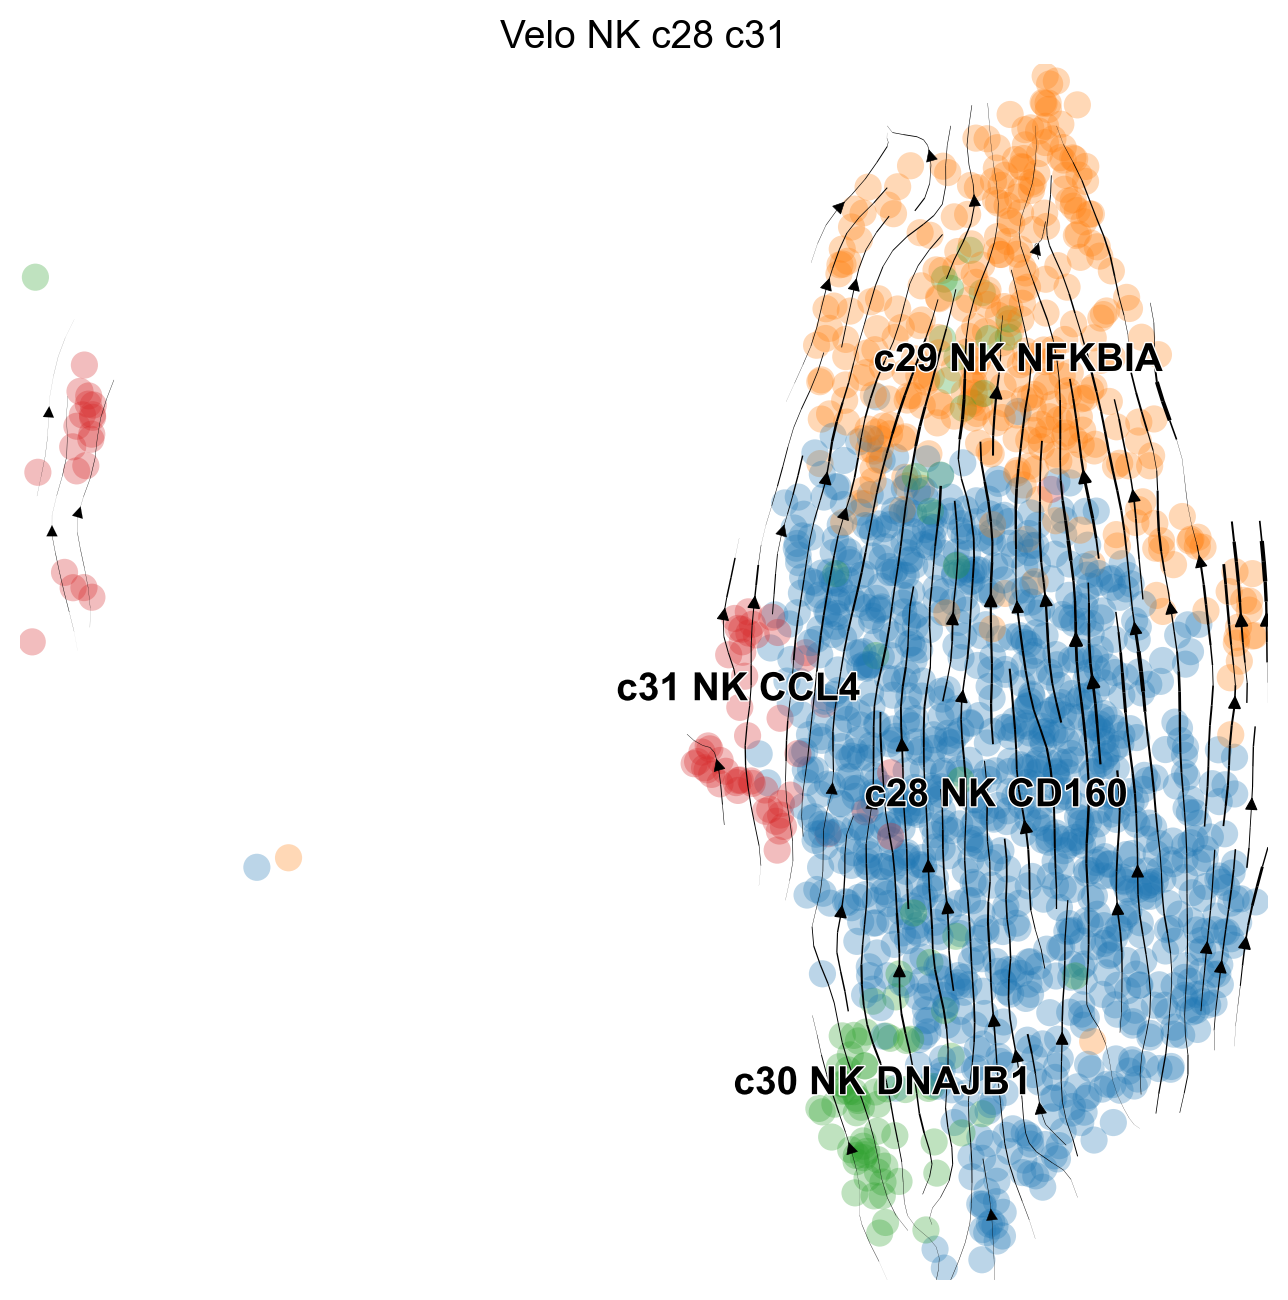 Velo NK c28 c31
c29 NK NFKBIA
c31 NK CCL4
c28 NK CD160
c30 NK DNAJB1